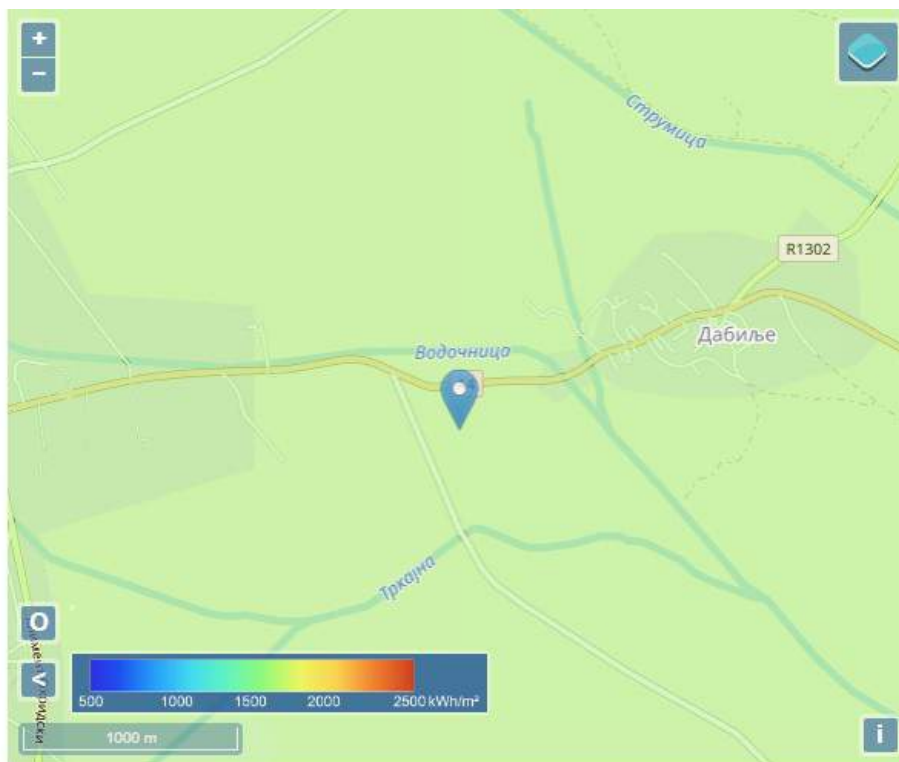 +
−
Струмица
R1302
Дабиље
Водочница
Тркајна
O
500 1000 1500 2000 2500 kWh/m²
1000 m
i